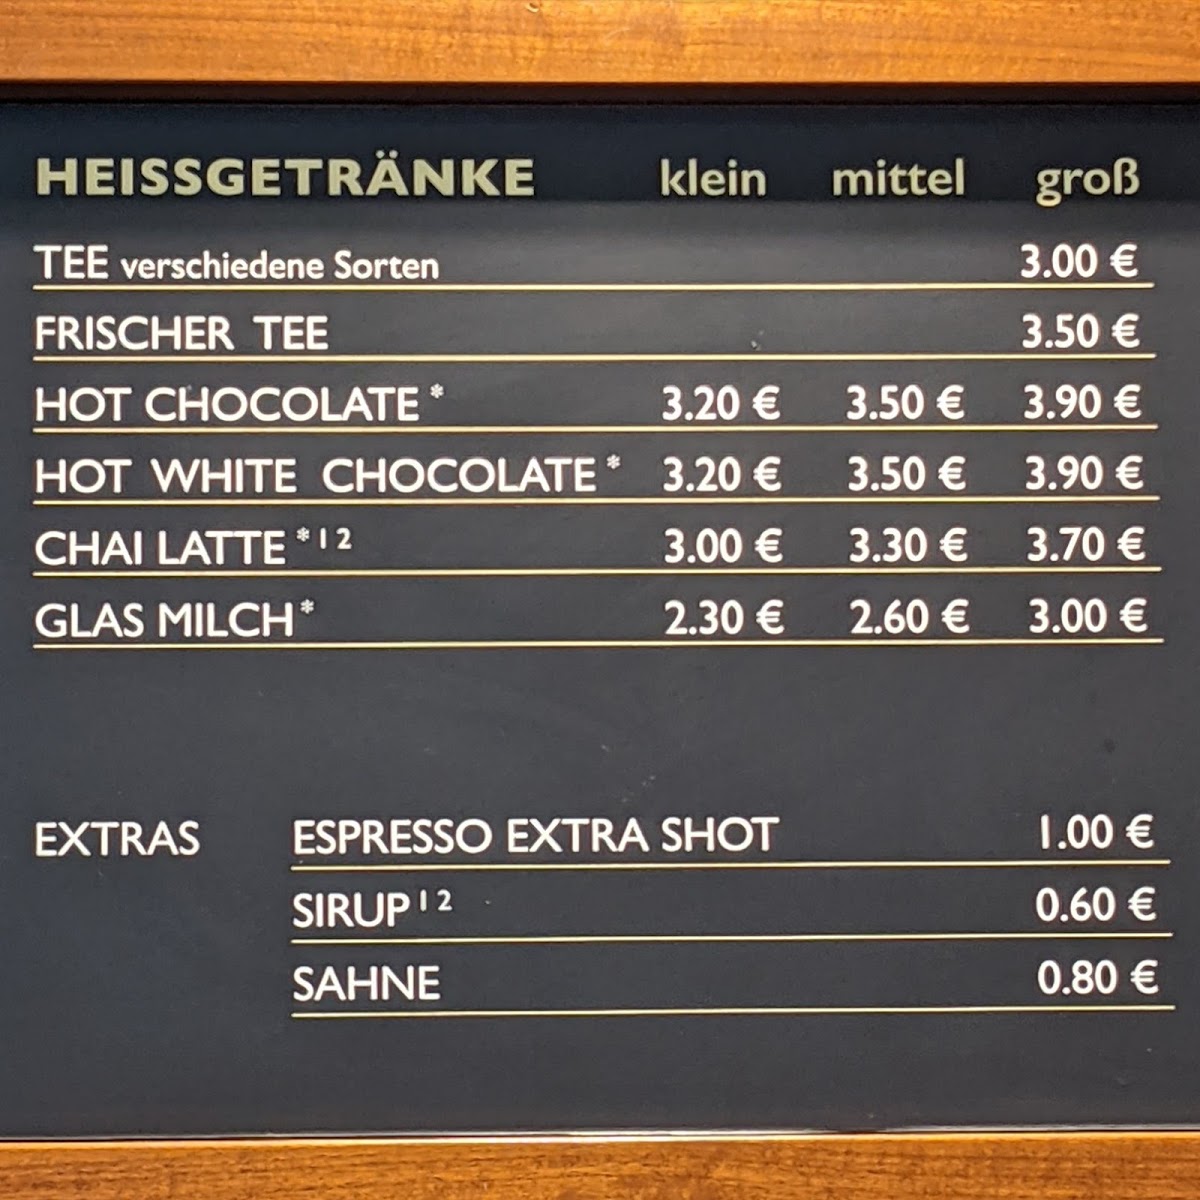 HEISSGETRÄNKE klein mittel groß
TEE verschiedene Sorten 3.00 €
FRISCHER TEE 3.50 €
HOT CHOCOLATE * 3.20 € 3.50 € 3.90 €
HOT WHITE CHOCOLATE * 3.20 € 3.50 € 3.90 €
CHAI LATTE * 1 2 3.00 € 3.30 € 3.70 €
GLAS MILCH * 2.30 € 2.60 € 3.00 €
EXTRAS ESPRESSO EXTRA SHOT 1.00 €
SIRUP 1 2 0.60 €
SAHNE 0.80 €